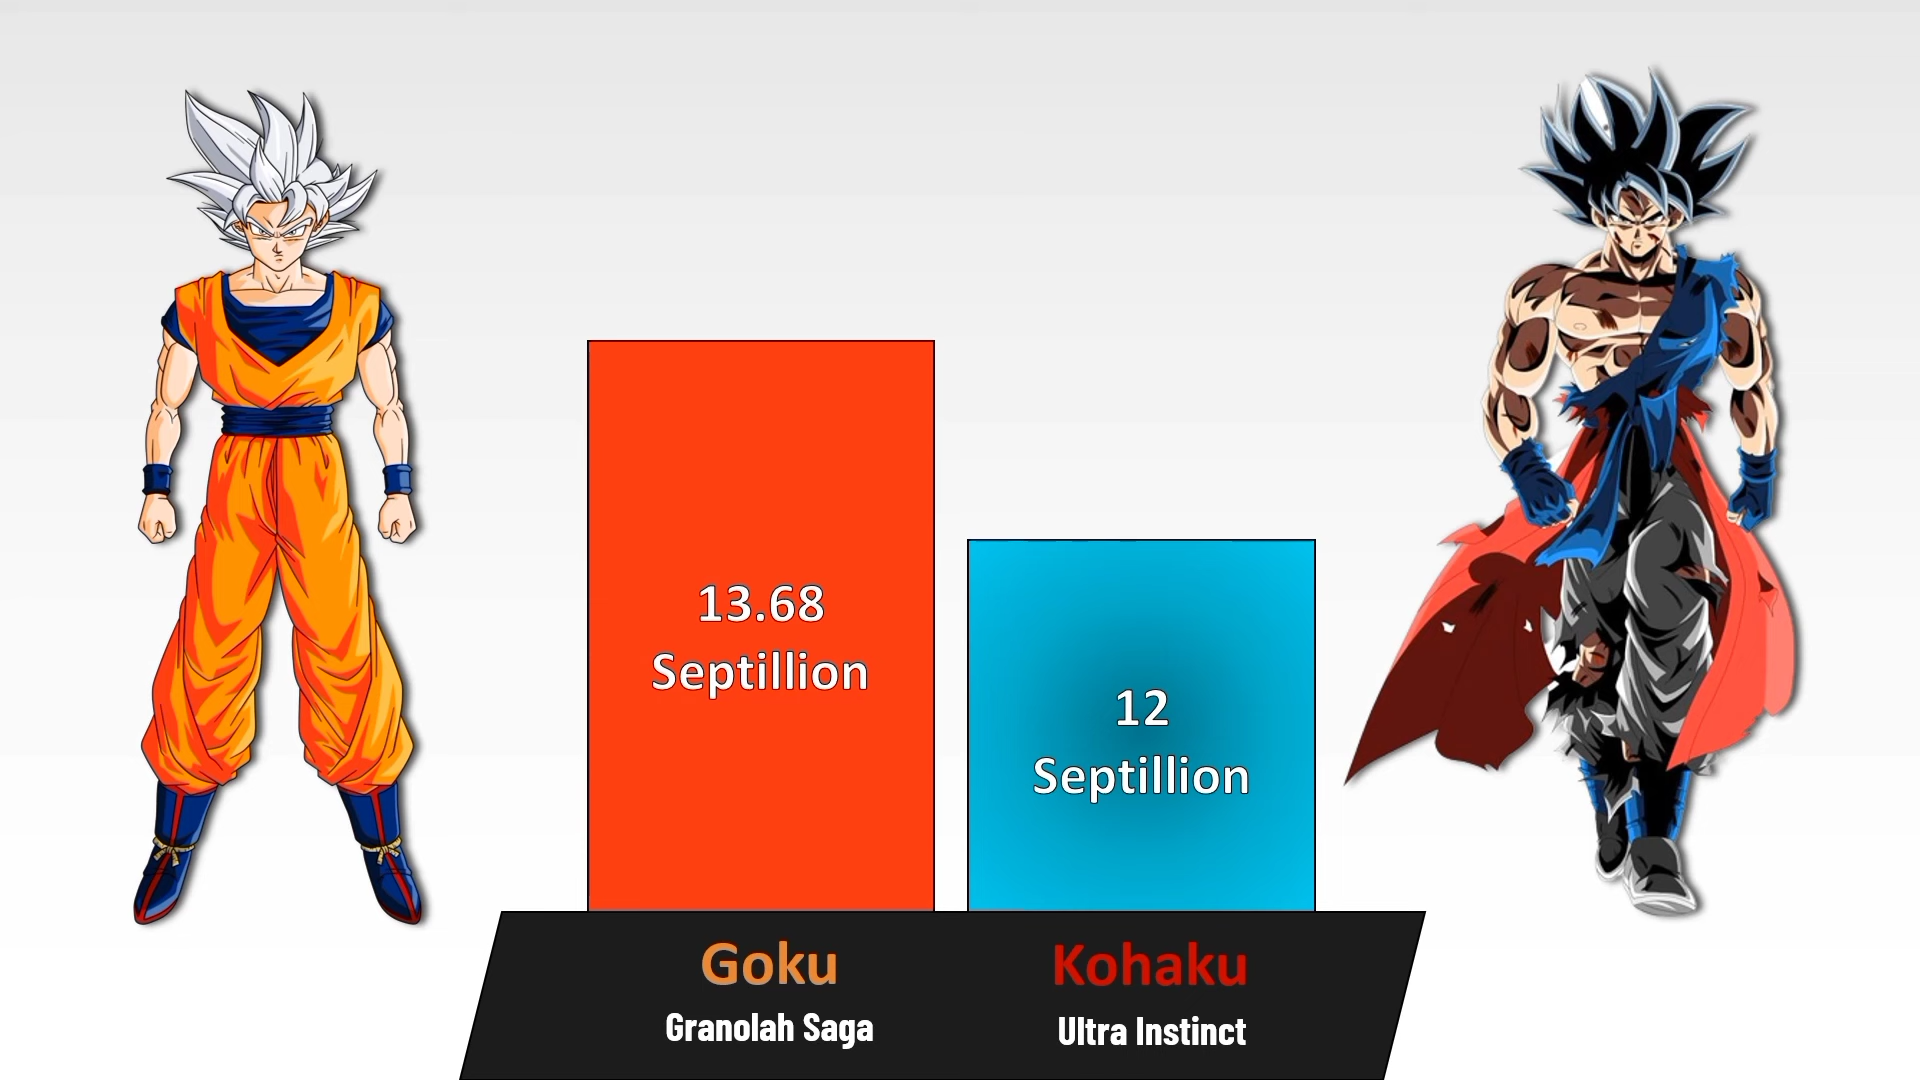 13.68
Septillion
12
Septillion
Goku
Granolah Saga
Kohaku
Ultra Instinct